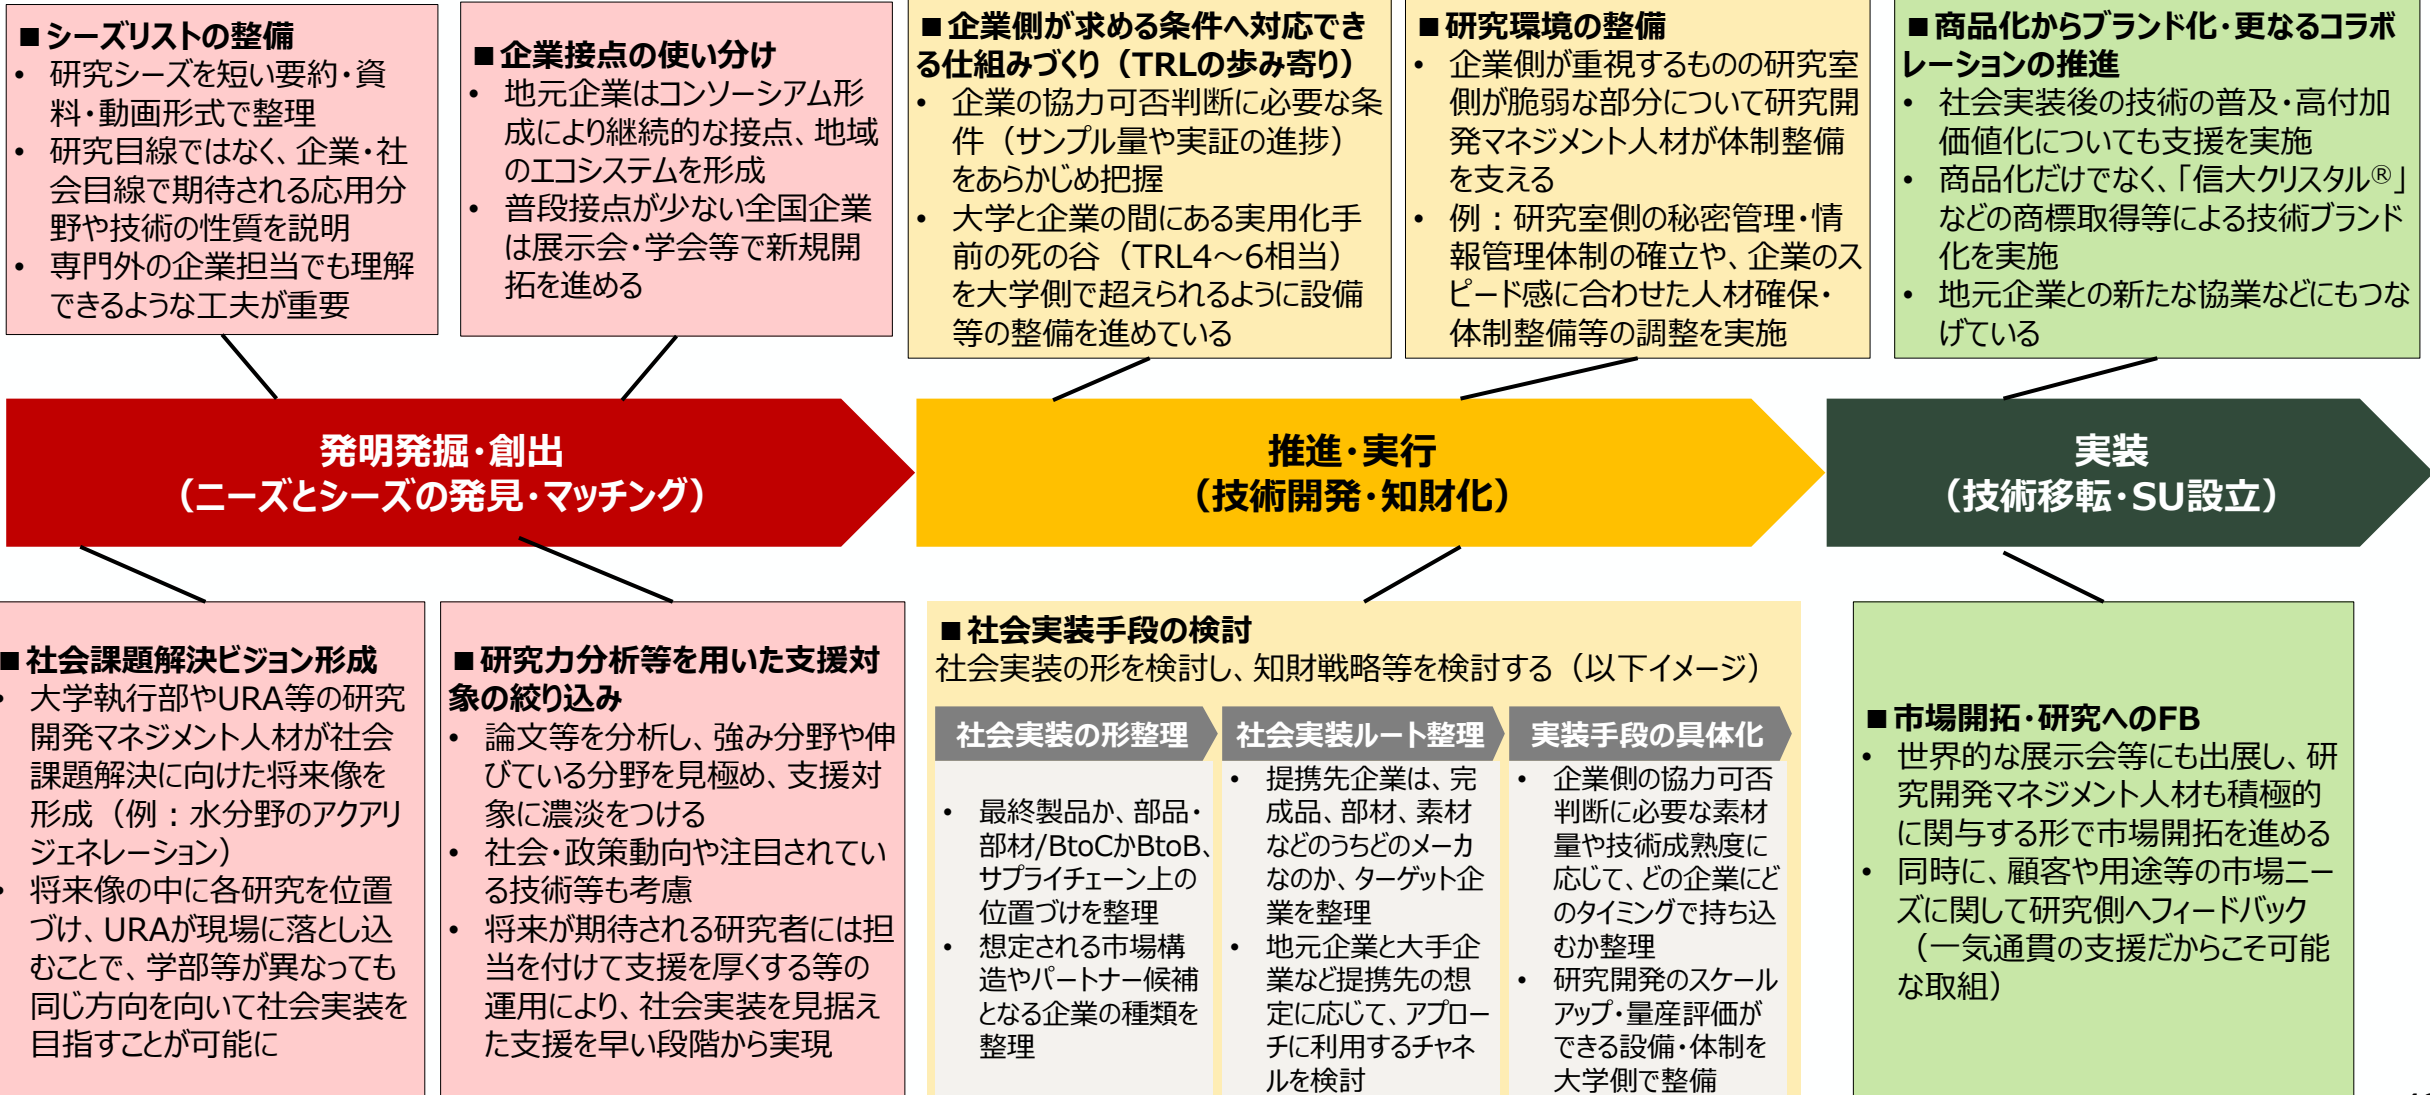 ■シーズリストの整備
• 研究シーズを短い要約・資
料・動画形式で整理
• 研究目線ではなく、企業・社
会目線で期待される応用分
野や技術の性質を説明
• 専門外の企業担当でも理解
できるような工夫が重要
■企業接点の使い分け
• 地元企業はコンソーシアム形
成により継続的な接点、地域
のエコシステムを形成
• 普段接点が少ない全国企業
は展示会・学会等で新規開
拓を進める
■企業側が求める条件へ対応でき
る仕組みづくり（TRLの歩み寄り）
• 企業の協力可否判断に必要な条
件（サンプル量や実証の進捗）
をあらかじめ把握
• 大学と企業の間にある実用化手
前の死の谷（TRL4～6相当）
を大学側で超えられるように設備
等の整備を進めている
■研究環境の整備
• 企業側が重視するものの研究室
側が脆弱な部分について研究開
発マネジメント人材が体制整備
を支える
• 例：研究室側の秘密管理・情
報管理体制の確立や、企業のス
ピード感に合わせた人材確保・
体制整備等の調整を実施
■商品化からブランド化・更なるコラボ
レーションの推進
• 社会実装後の技術の普及・高付加
価値化についても支援を実施
• 商品化だけでなく、「信大クリスタル®」
などの商標取得等による技術ブランド
化を実施
• 地元企業との新たな協業などにもつな
げている
発明発掘・創出
（ニーズとシーズの発見・マッチング）
推進・実行
（技術開発・知財化）
実装
（技術移転・SU設立）
■社会課題解決ビジョン形成
• 大学執行部やURA等の研究
開発マネジメント人材が社会
課題解決に向けた将来像を
形成（例：水分野のアクアリ
ジェネレーション）
• 将来像の中に各研究を位置
づけ、URAが現場に落とし込
むことで、学部等が異なっても
同じ方向を向いて社会実装を
目指すことが可能に
■研究力分析等を用いた支援対
象の絞り込み
• 論文等を分析し、強み分野や伸
びている分野を見極め、支援対
象に濃淡をつける
• 社会・政策動向や注目されてい
る技術等も考慮
• 将来が期待される研究者には担
当を付けて支援を厚くする等の
運用により、社会実装を見据え
た支援を早い段階から実現
■社会実装手段の検討
社会実装の形を検討し、知財戦略等を検討する（以下イメージ）
社会実装の形整理
• 最終製品か、部品・
部材/BtoCかBtoB、
サプライチェーン上の
位置づけを整理
• 想定される市場構
造やパートナー候補
となる企業の種類を
整理
社会実装ルート整理
• 提携先企業は、完
成品、部材、素材
などのうちどのメーカ
なのか、ターゲット企
業を整理
• 地元企業と大手企
業など提携先の想
定に応じて、アプロー
チに利用するチャネ
ルを検討
実装手段の具体化
• 企業側の協力可否
判断に必要な素材
量や技術成熟度に
応じて、どの企業にど
のタイミングで持ち込
むか整理
• 研究開発のスケール
アップ・量産評価が
できる設備・体制を
大学側で整備
■市場開拓・研究へのFB
• 世界的な展示会等にも出展し、研
究開発マネジメント人材も積極的
に関与する形で市場開拓を進める
• 同時に、顧客や用途等の市場ニー
ズに関して研究側へフィードバック
（一気通貫の支援だからこそ可能
な取組）